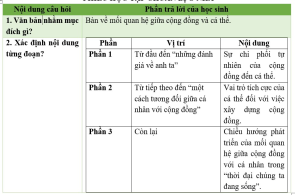 Nội dung câu hỏi
Phần trả lời của học sinh
1. Văn bản nhằm mục
đích gì?
Bàn về mối quan hệ giữa cộng đồng và cá thể.
2. Xác định nội dung
từng đoạn?
Phần
Vị trí
Nội dung
Phần 1
Từ đầu đến “những đánh
giá về anh ta”
Sự chi phối tự
nhiên của cộng
đồng đến cá thể.
Phần 2
Từ tiếp theo đến “một
cách tương đối giữa cá
nhân với cộng đồng”
Vai trò tích cực của
cá thể đối với việc
xây dựng cộng
đồng.
Phần 3
Còn lại
Chiều hướng phát
triển của mối quan
hệ giữa cộng đồng
với cá nhân trong
“thời đại chúng ta
đang sống”.